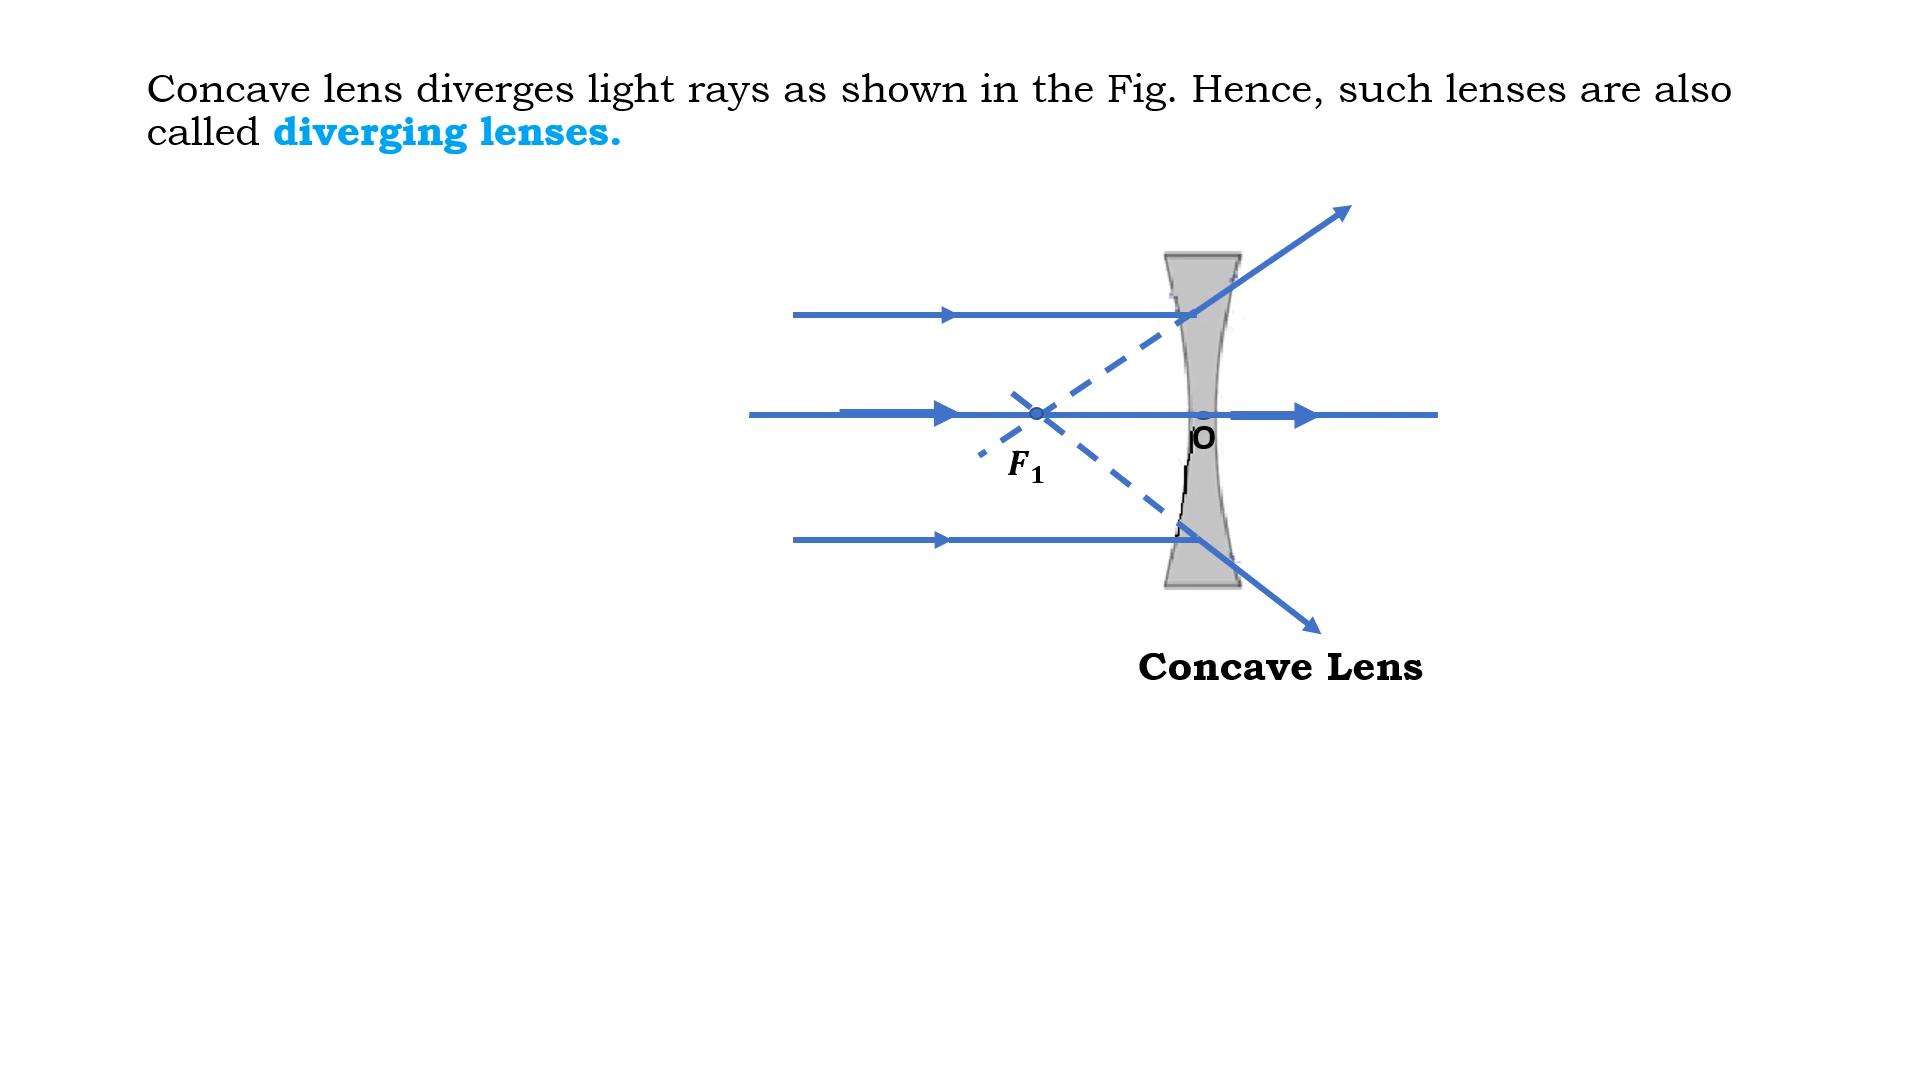 Concave lens diverges light rays as shown in the Fig. Hence, such lenses are also
called diverging lenses.
O
F₁
Concave Lens